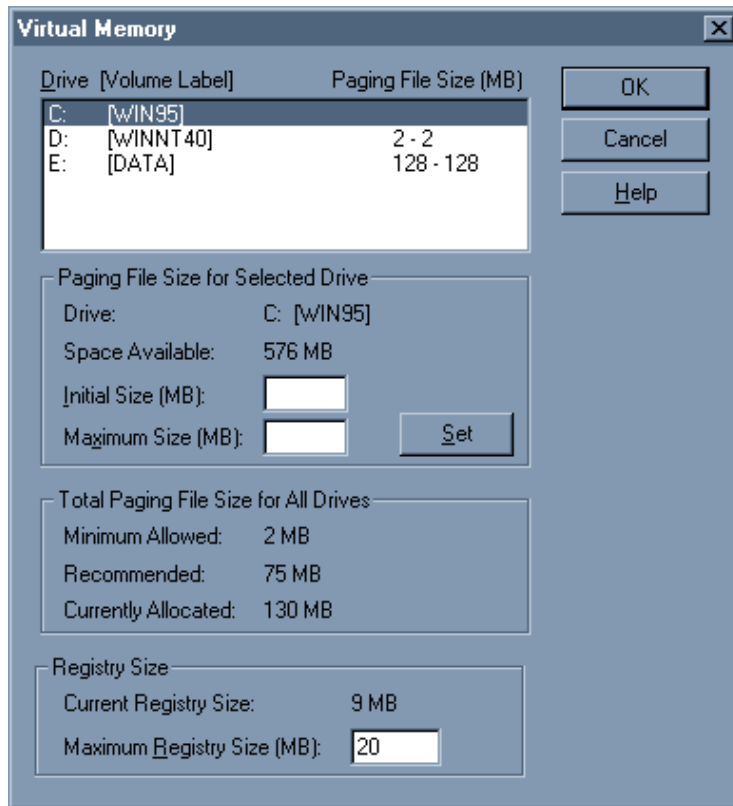 Virtual Memory
Drive [Volume Label] Paging File Size (MB)
C: [WIN95]
D: [WINNT40] 2 - 2
E: [DATA] 128 - 128
OK
Cancel
Help
Paging File Size for Selected Drive
Drive: C: [WIN95]
Space Available: 576 MB
Initial Size (MB):
Maximum Size (MB):
Set
Total Paging File Size for All Drives
Minimum Allowed: 2 MB
Recommended: 75 MB
Currently Allocated: 130 MB
Registry Size
Current Registry Size: 9 MB
Maximum Registry Size (MB): 20